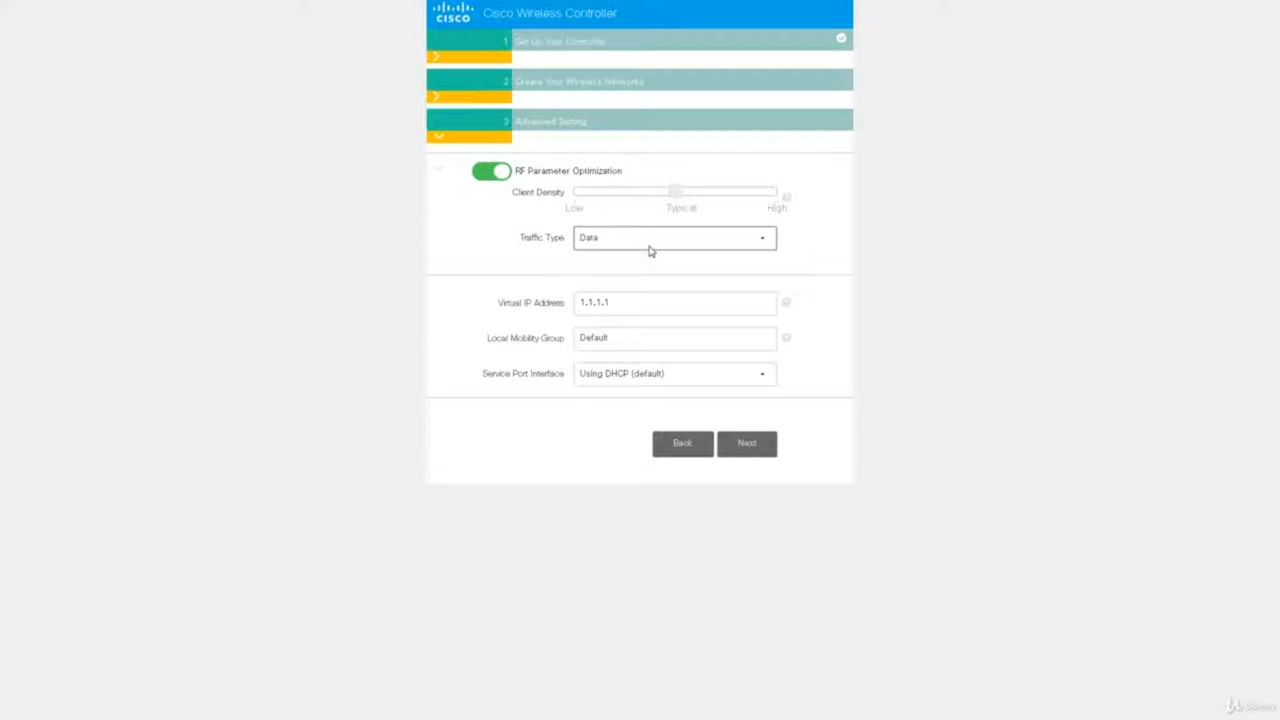 CISCO Cisco Wireless Controller
1 Set Up Your Controller
2 Create Your Wireless Networks
3 Advanced Setting
RF Parameter Optimization
Client Density
Low Typical High
Traffic Type Data
Virtual IP Address 1.1.1.1
Local Mobility Group Default
Service Port Interface Using DHCP (default)
Back Next
Udemy